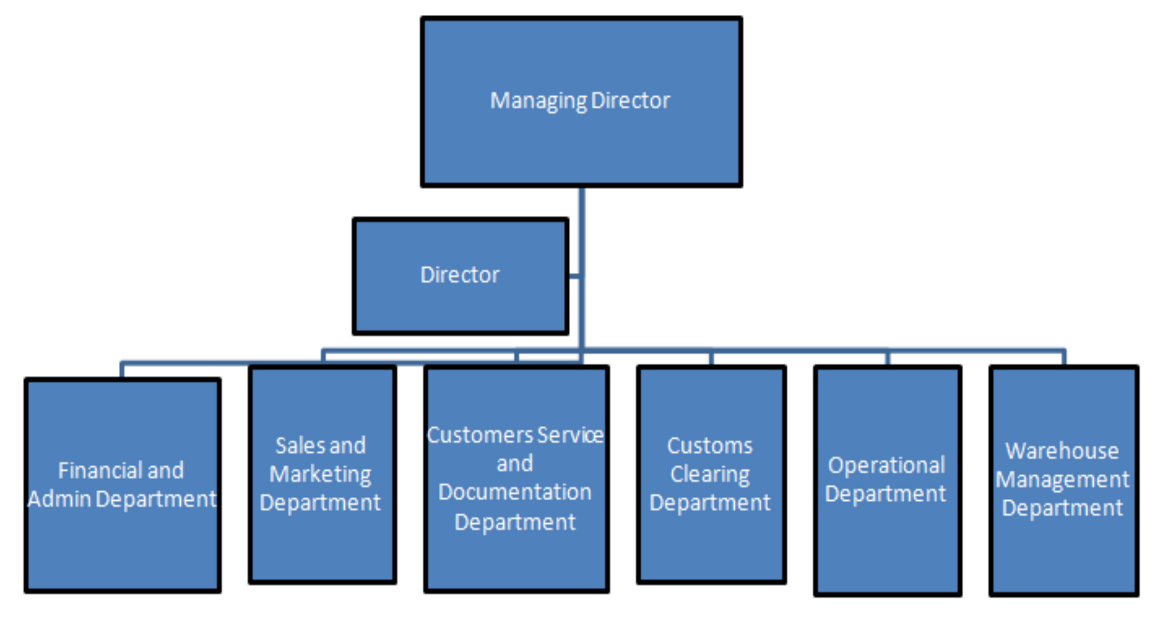 Managing Director
Director
Financial and
Admin Department
Sales and
Marketing
Department
Customers Service
and
Documentation
Department
Customs
Clearing
Department
Operational
Department
Warehouse
Management
Department